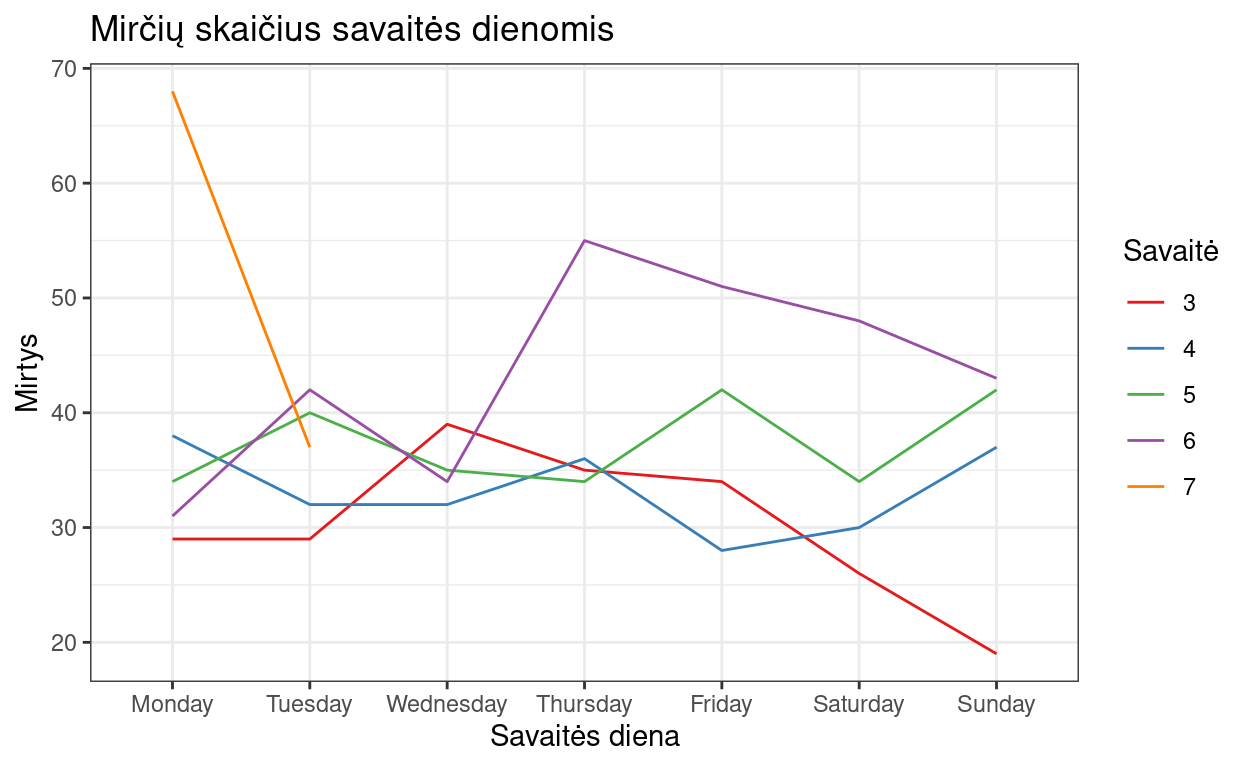 Mirčių skaičius savaitės dienomis
70
60
50
40
30
20
Mirtys
Monday Tuesday Wednesday Thursday Friday Saturday Sunday
Savaitės diena
Savaitė
3
4
5
6
7